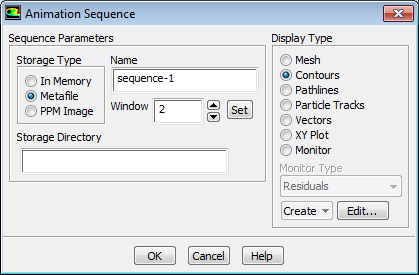 Animation Sequence
Sequence Parameters
Storage Type
In Memory
Metafile
PPM Image
Name
sequence-1
Window
2
Set
Storage Directory
Display Type
Mesh
Contours
Pathlines
Particle Tracks
Vectors
XY Plot
Monitor
Monitor Type
Residuals
Create
Edit...
OK
Cancel
Help